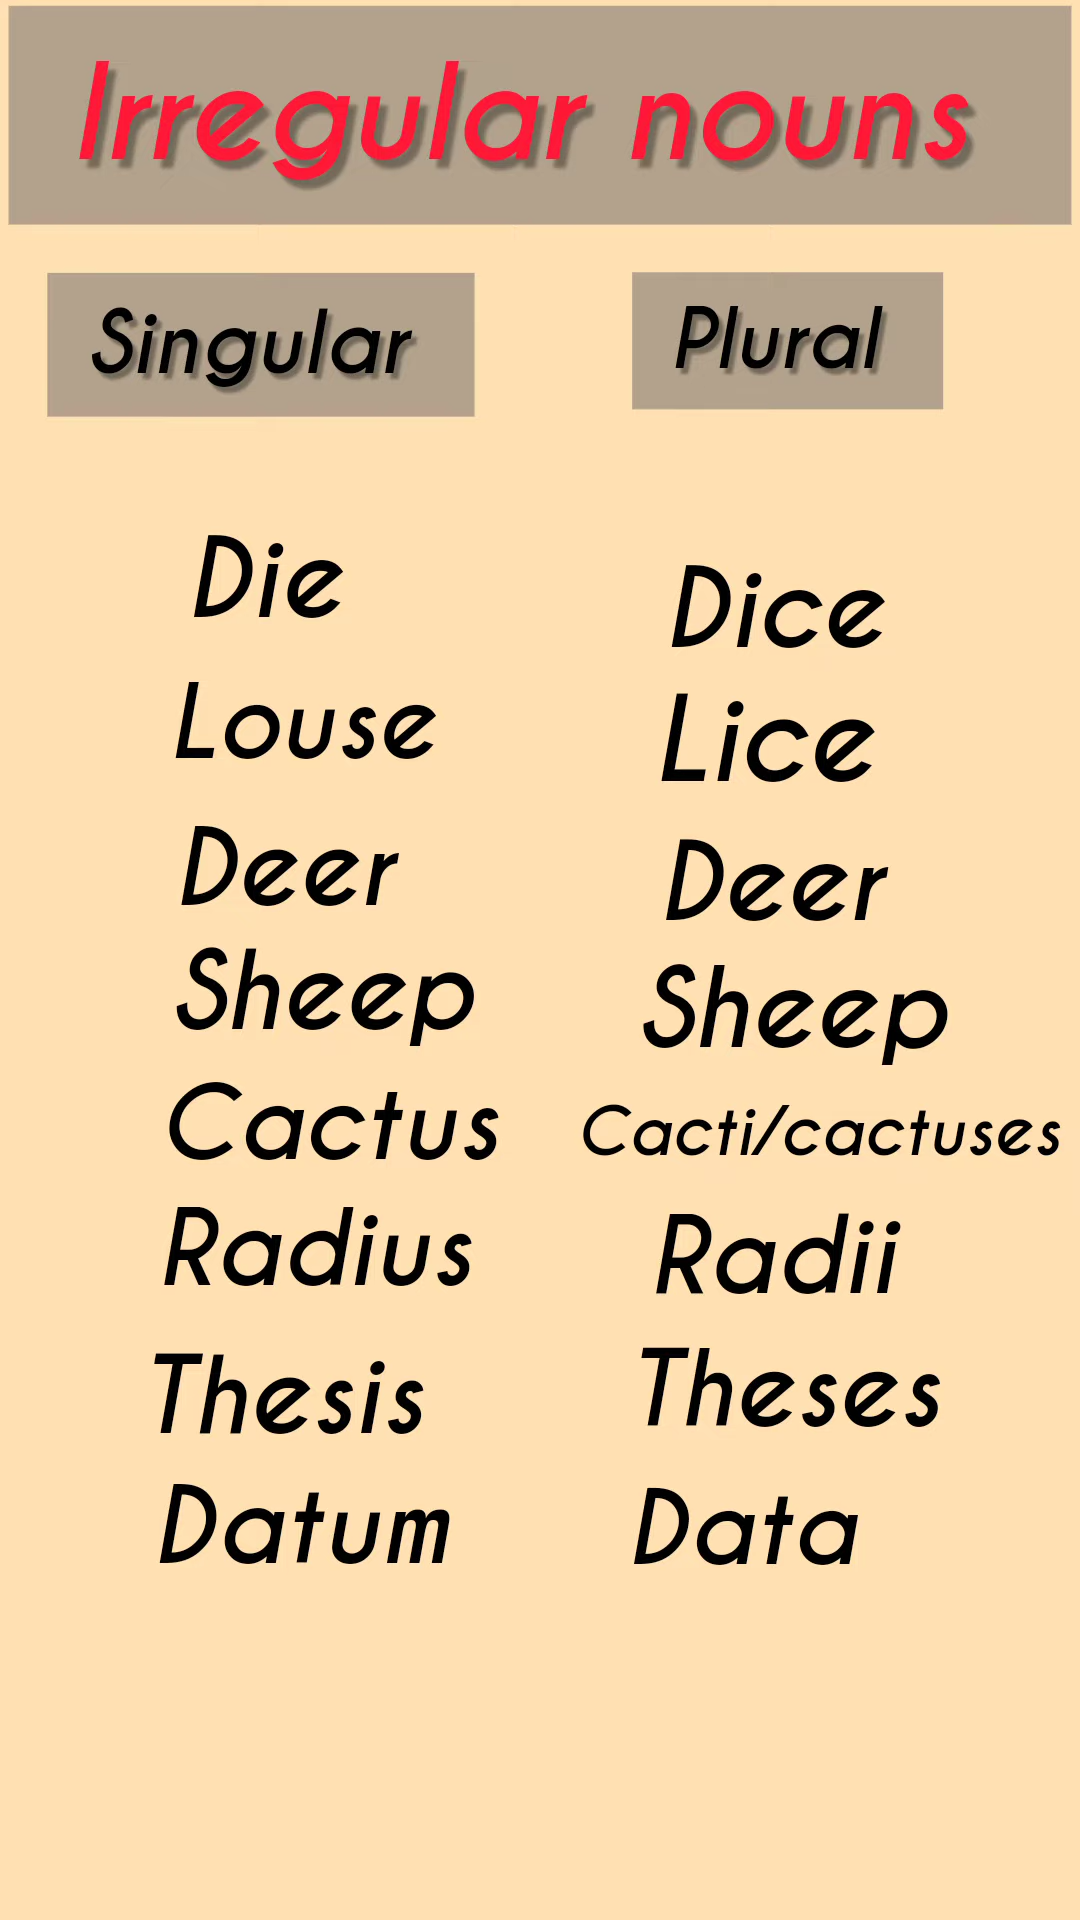 Irregular nouns
Singular Plural
Die Dice
Louse Lice
Deer Deer
Sheep Sheep
Cactus Cacti/cactuses
Radius Radii
Thesis Theses
Datum Data